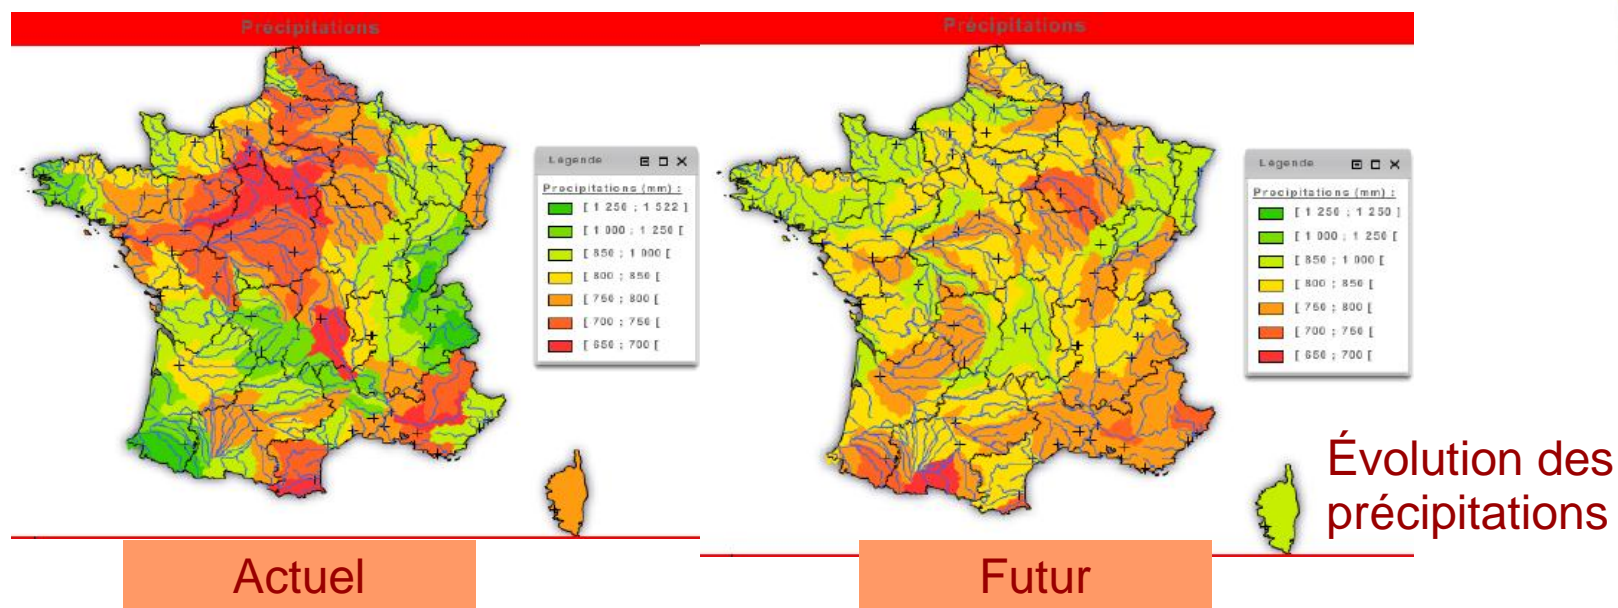 Précipitations
Légende
Precipitations (mm) :
[ 1 250 ; 1 522 ]
[ 1 000 ; 1 250 [
[ 850 ; 1 000 [
[ 800 ; 850 [
[ 750 ; 800 [
[ 700 ; 750 [
[ 650 ; 700 [
Actuel
Précipitations
Légende
Precipitations (mm) :
[ 1 250 ; 1 250 ]
[ 1 000 ; 1 250 [
[ 850 ; 1 000 [
[ 800 ; 850 [
[ 750 ; 800 [
[ 700 ; 750 [
[ 650 ; 700 [
Futur
Évolution des
précipitations